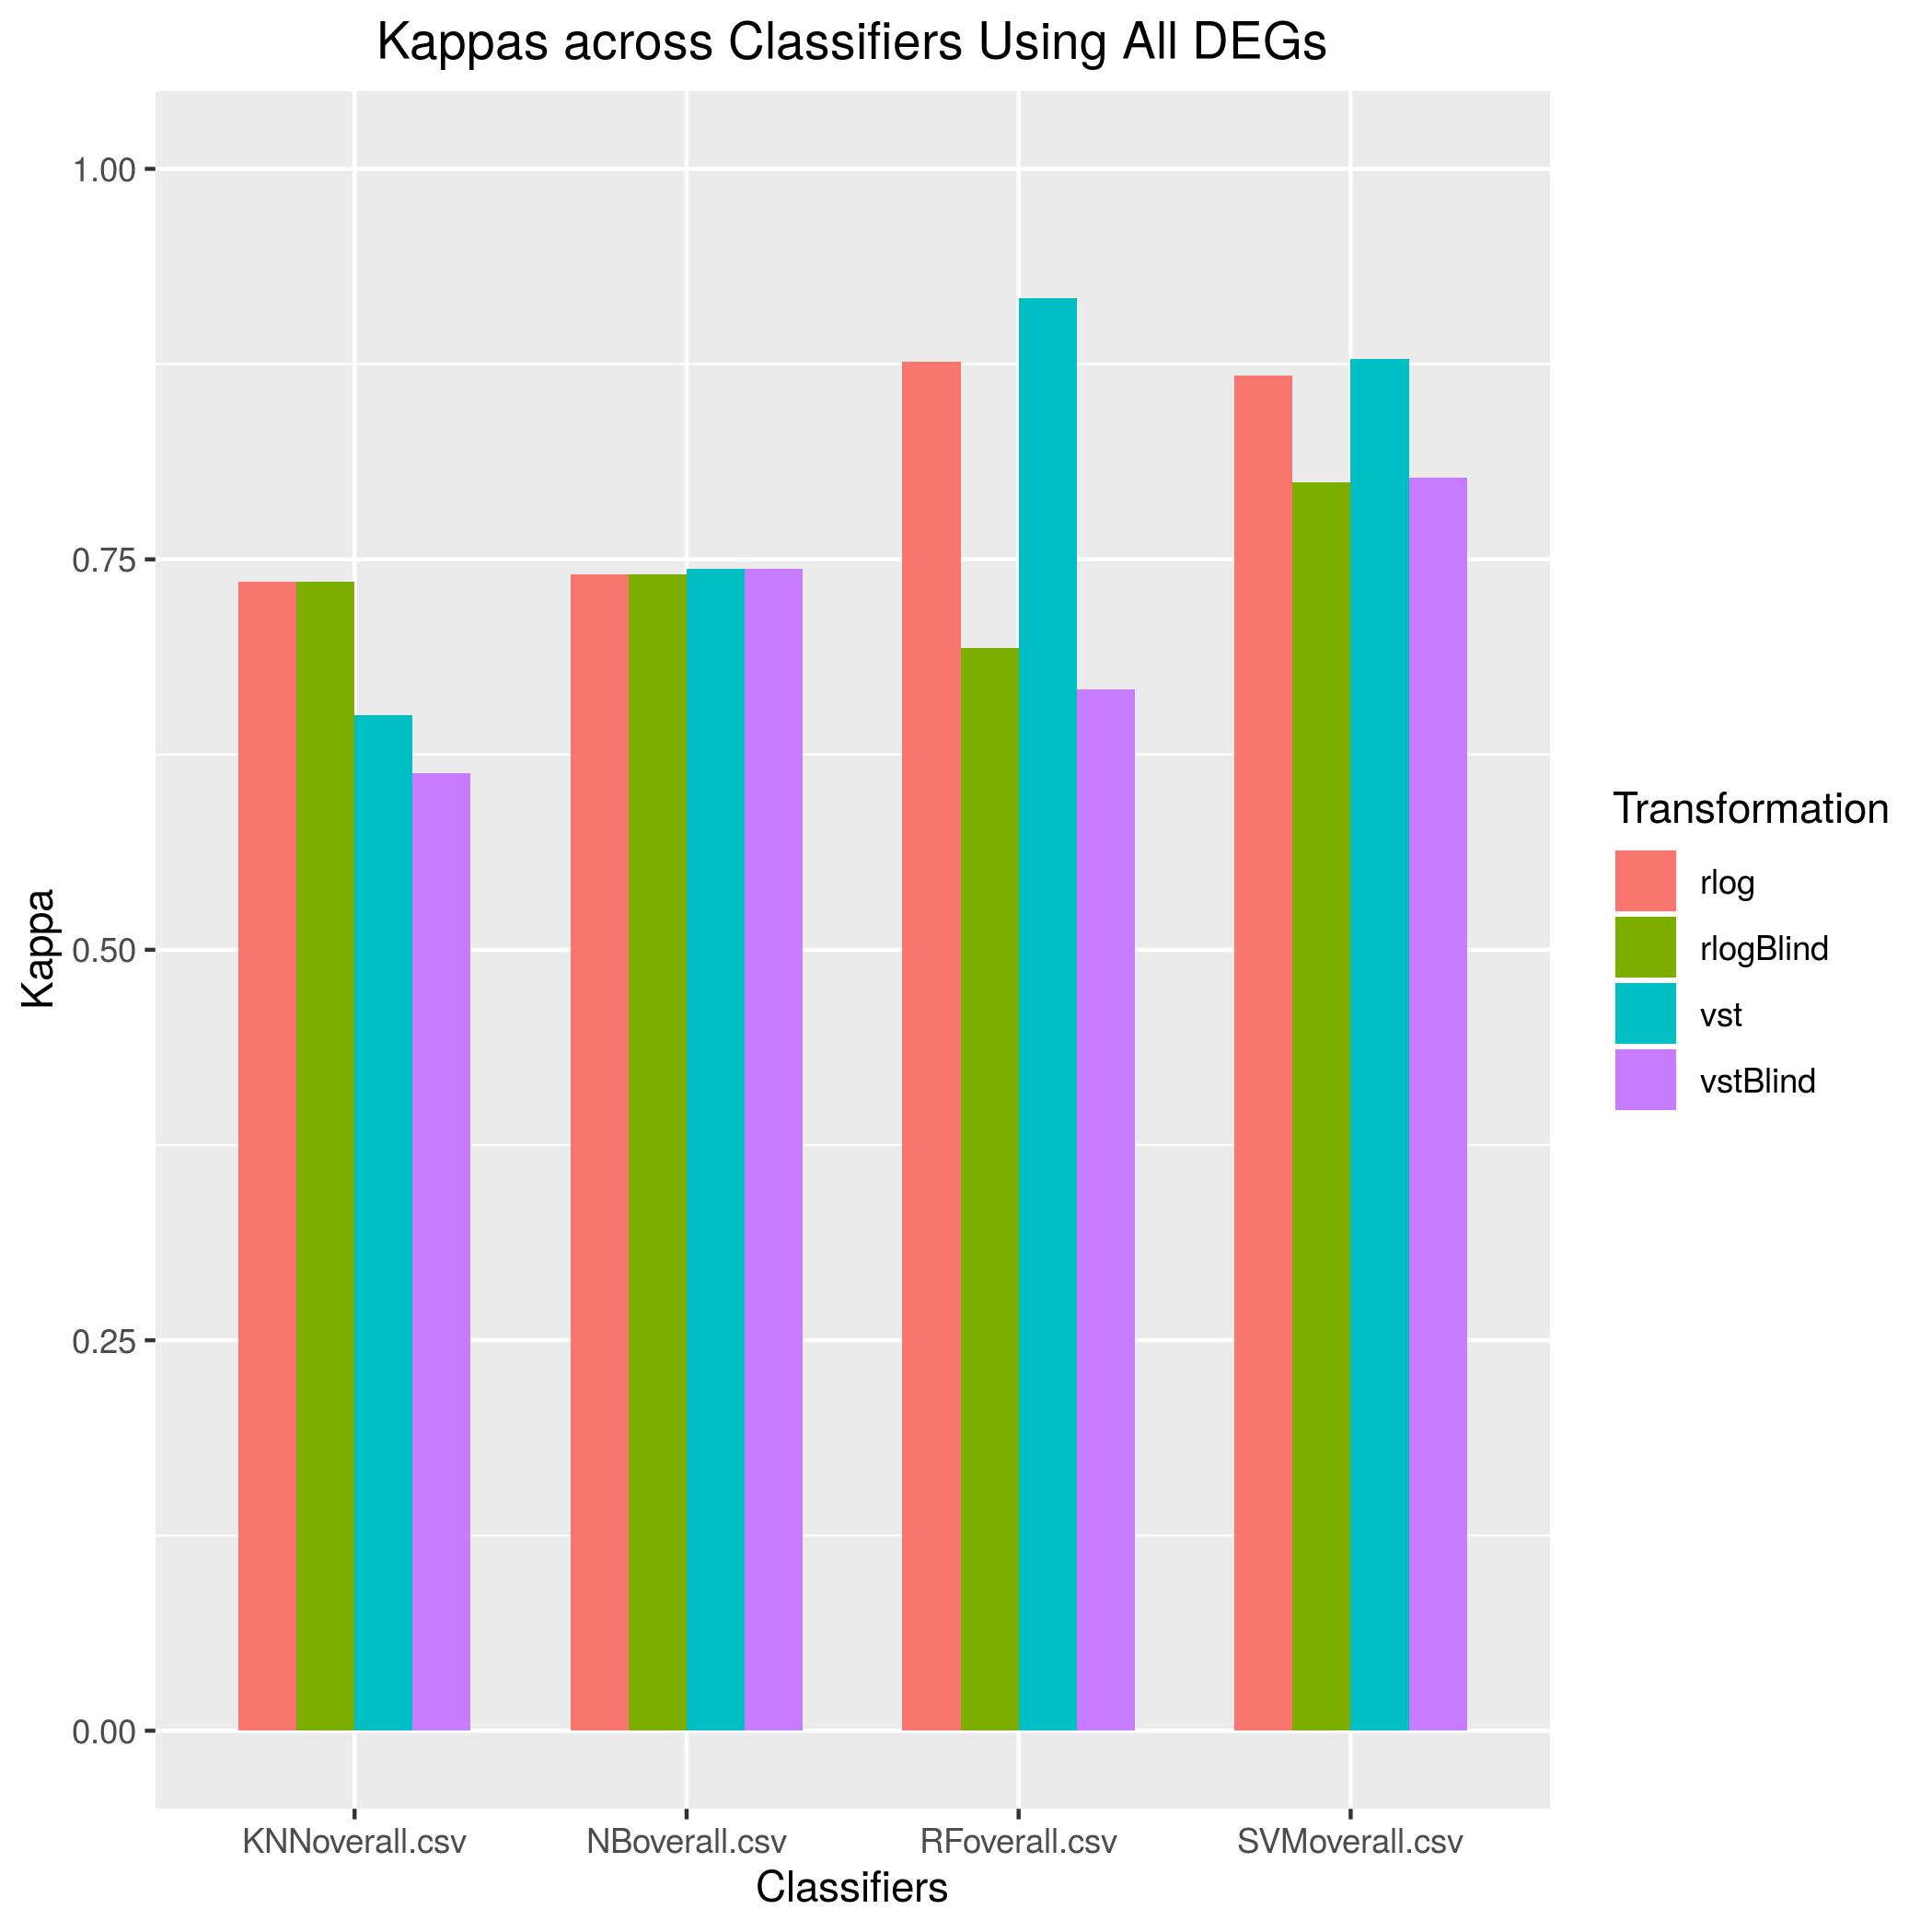 Kappas across Classifiers Using All DEGs
1.00
0.75
0.50
0.25
0.00
Kappa
KNNoverall.csv
NBoverall.csv
RFoverall.csv
SVMoverall.csv
Classifiers
Transformation
rlog
rlogBlind
vst
vstBlind